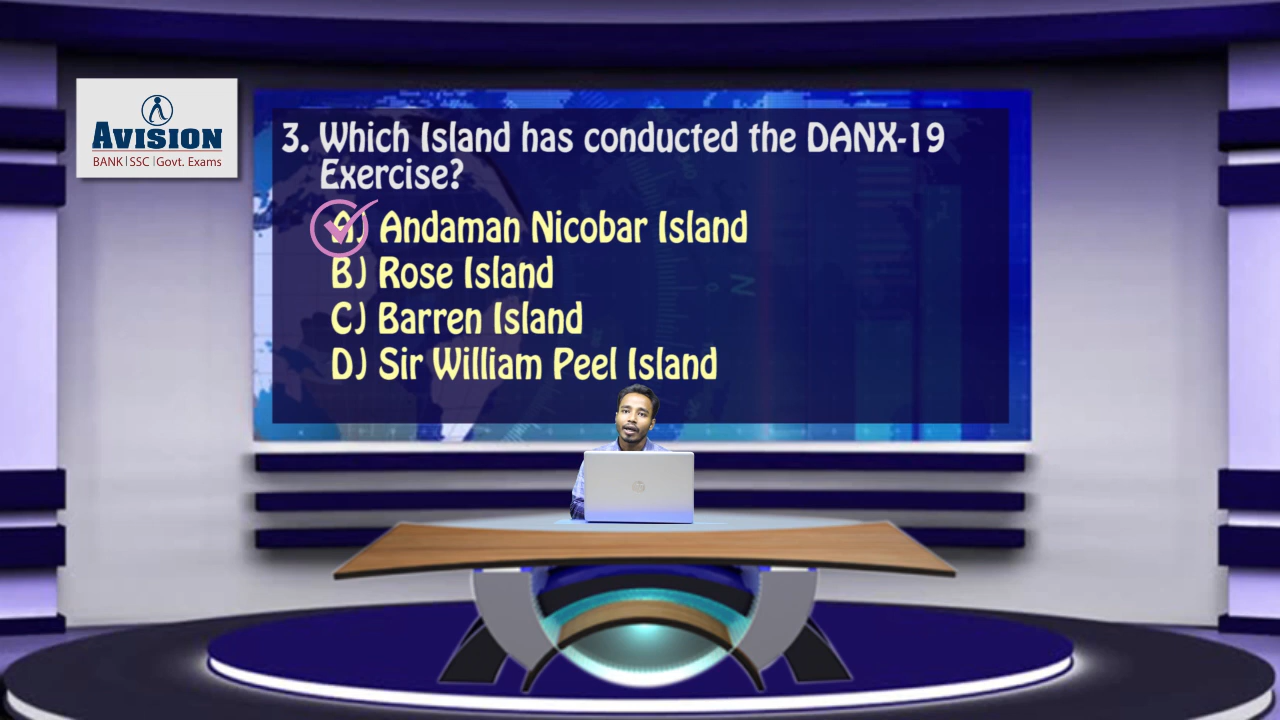 AVISION
BANK|SSC|Govt. Exams
3. Which Island has conducted the DANX-19
Exercise?
A) Andaman Nicobar Island
B) Rose Island
C) Barren Island
D) Sir William Peel Island